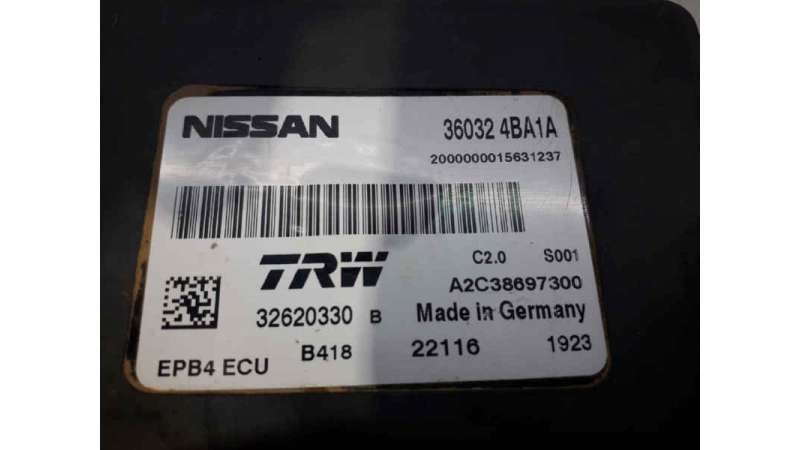 NISSAN 36032 4BA1A
2000000015631237
TRW C2.0 S001
A2C38697300
32620330 B Made in Germany
EPB4 ECU B418 22116 1923